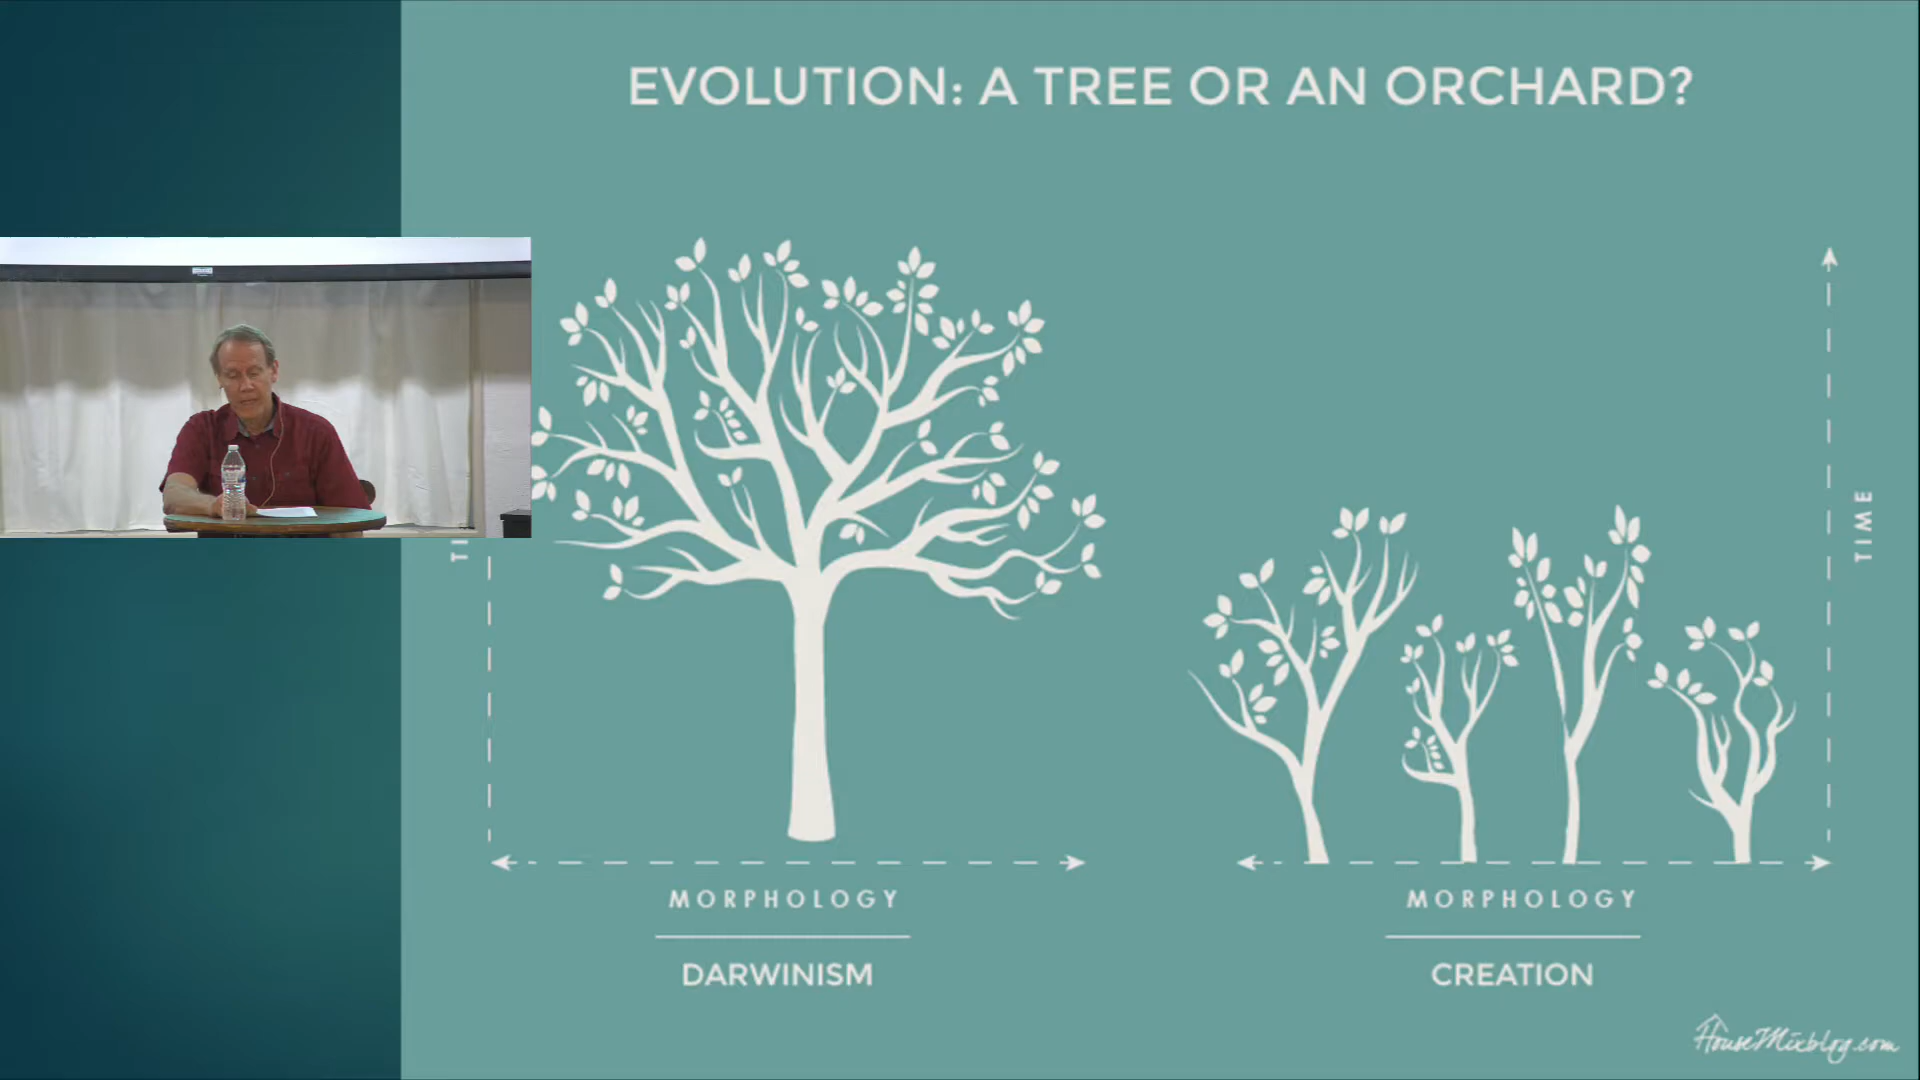 EVOLUTION: A TREE OR AN ORCHARD?
TIME
MORPHOLOGY
DARWINISM
MORPHOLOGY
CREATION
HouseMixblog.com